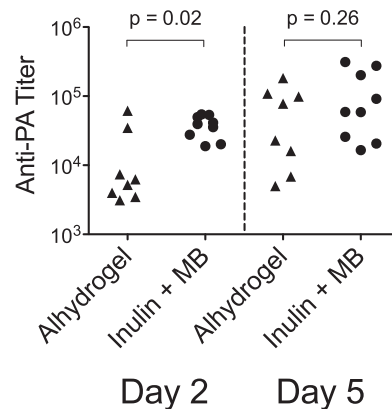 p = 0.02 p = 0.26
Anti-PA Titer
10⁶
10⁵
10⁴
10³
Alhydrogel
Inulin + MB
Alhydrogel
Inulin + MB
Day 2 Day 5